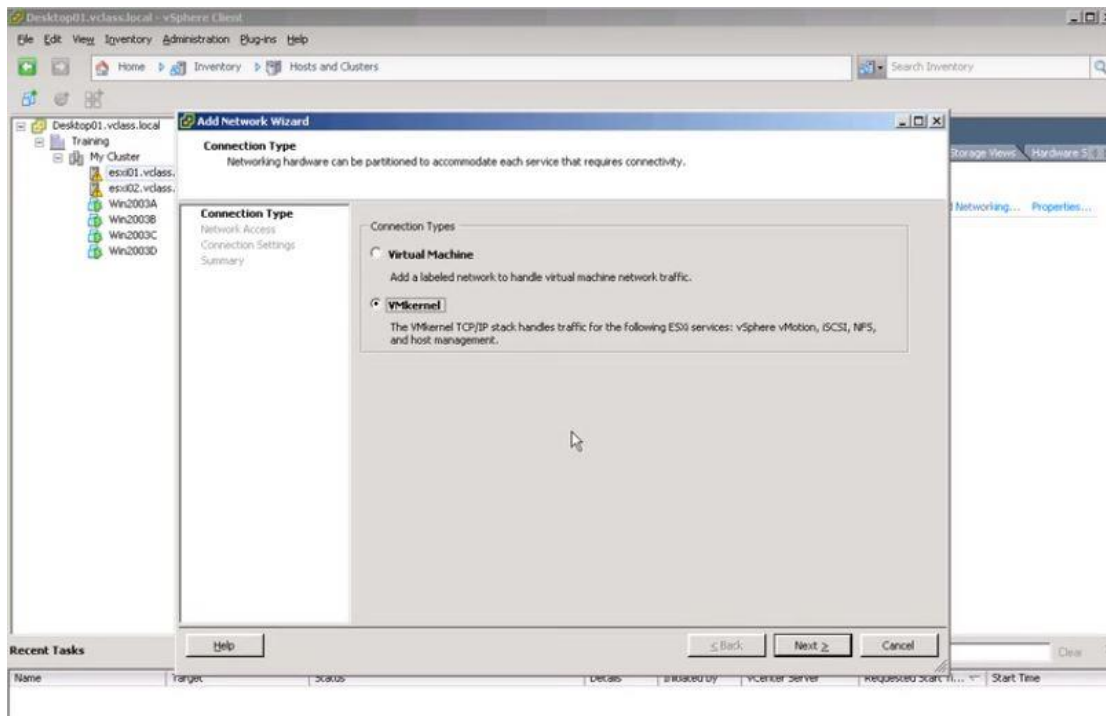 Desktop01.vclass.local - vSphere Client
File Edit View Inventory Administration Plug-ins Help
Home Inventory Hosts and Clusters
Search Inventory
Desktop01.vclass.local
Training
My Cluster
esxi01.vclass.
esxi02.vclass.
Win2003A
Win2003B
Win2003C
Win2003D
Add Network Wizard
Connection Type
Networking hardware can be partitioned to accommodate each service that requires connectivity.
Storage Views Hardware S
Networking... Properties...
Connection Type
Network Access
Connection Settings
Summary
Connection Types
Virtual Machine
Add a labeled network to handle virtual machine network traffic.
VMkernel
The VMkernel TCP/IP stack handles traffic for the following ESXi services: vSphere vMotion, iSCSI, NFS,
and host management.
Help
< Back Next > Cancel
Recent Tasks
Clear
Name Target Status Details Initiated by vCenter Server Requested Start Ti... Start Time